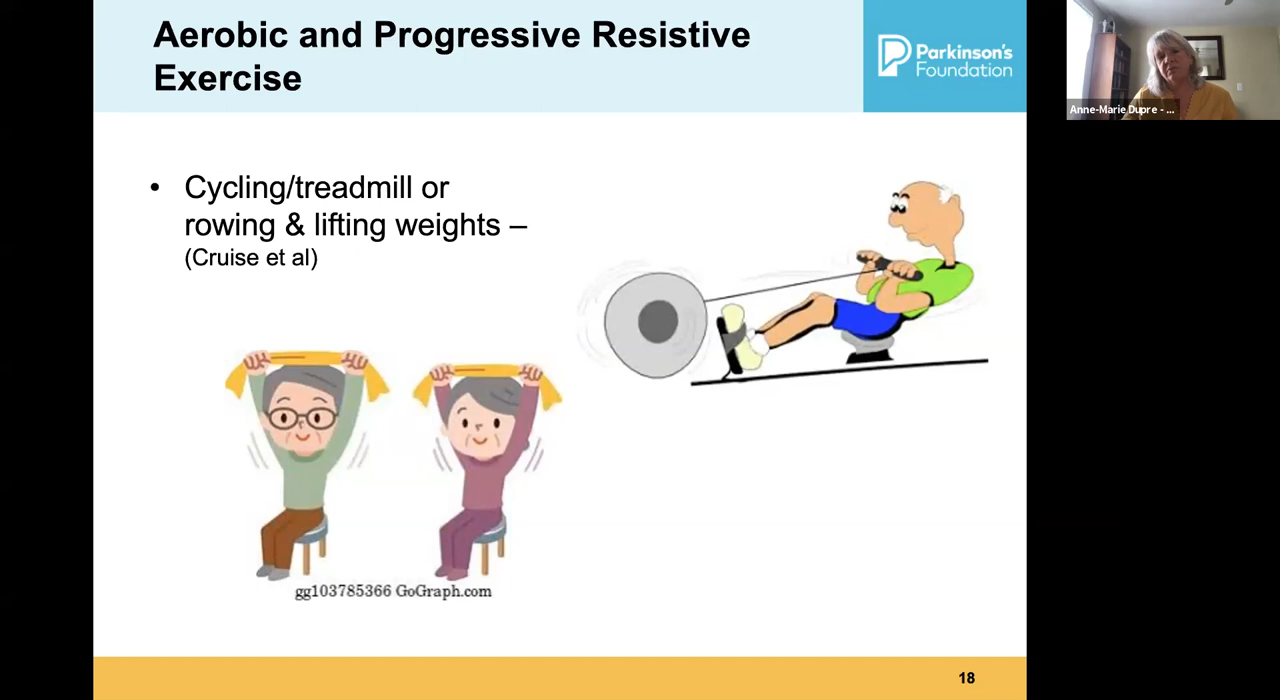 Aerobic and Progressive Resistive
Exercise
Parkinson's
Foundation
Anne-Marie Dupre - ...
• Cycling/treadmill or
rowing & lifting weights –
(Cruise et al)
gg103785366 GoGraph.com
18